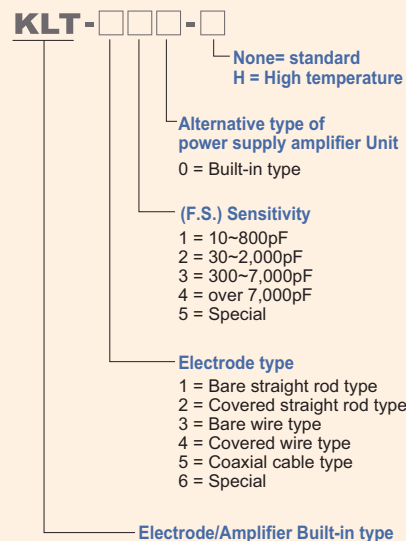 KLT-□□□-□
None= standard
H = High temperature
Alternative type of
power supply amplifier Unit
0 = Built-in type
(F.S.) Sensitivity
1 = 10~800pF
2 = 30~2,000pF
3 = 300~7,000pF
4 = over 7,000pF
5 = Special
Electrode type
1 = Bare straight rod type
2 = Covered straight rod type
3 = Bare wire type
4 = Covered wire type
5 = Coaxial cable type
6 = Special
Electrode/Amplifier Built-in type